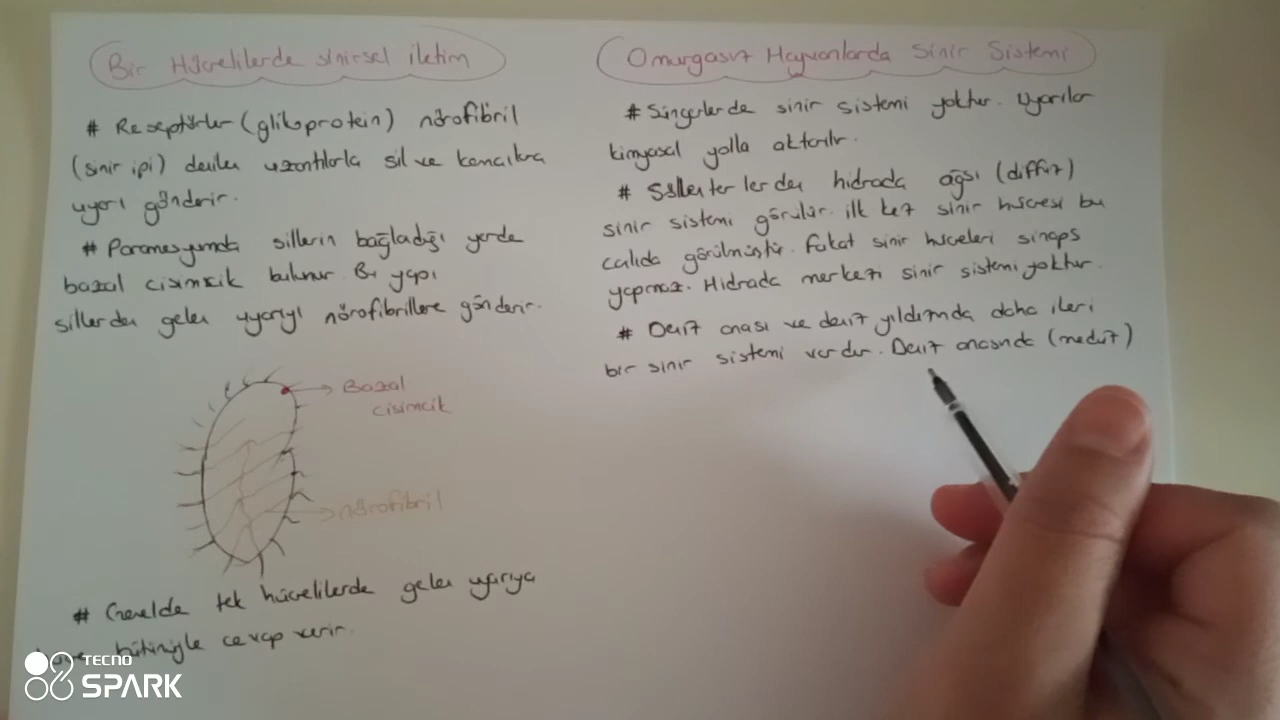 Bir Hücrelilerde sinirsel iletim
# Reseptörler (glikoprotein) nörofibril
(sinir ipi) denilen uzantılarla sil ve kamçılara
uyarı gönderir.
# Paramesyumda sillerin bağladığı yerde
bazal cisimcik bulunur. Bu yapı
sillerden gelen uyarıyı nörofibrillere gönderir.
Bazal
cisimcik
nörofibril
# Genelde tek hücrelilerde gelen uyarıya
bütünüyle cevap verir.
Omurgasız Hayvanlarda Sinir Sistemi
# Süngerlerde sinir sistemi yoktur. Uyarılar
kimyasal yolla aktarılır.
# Sölenterlerden hidrada ağsı (diffüz)
sinir sistemi görülür. ilk kez sinir hücresi bu
canlıda görülmüştür. Fakat sinir hücreleri sinaps
yapmaz. Hidrada merkezi sinir sistemi yoktur.
# Deniz anası ve deniz yıldızında daha ileri
bir sinir sistemi vardır. Deniz anasında (medüz)
TECNO
SPARK